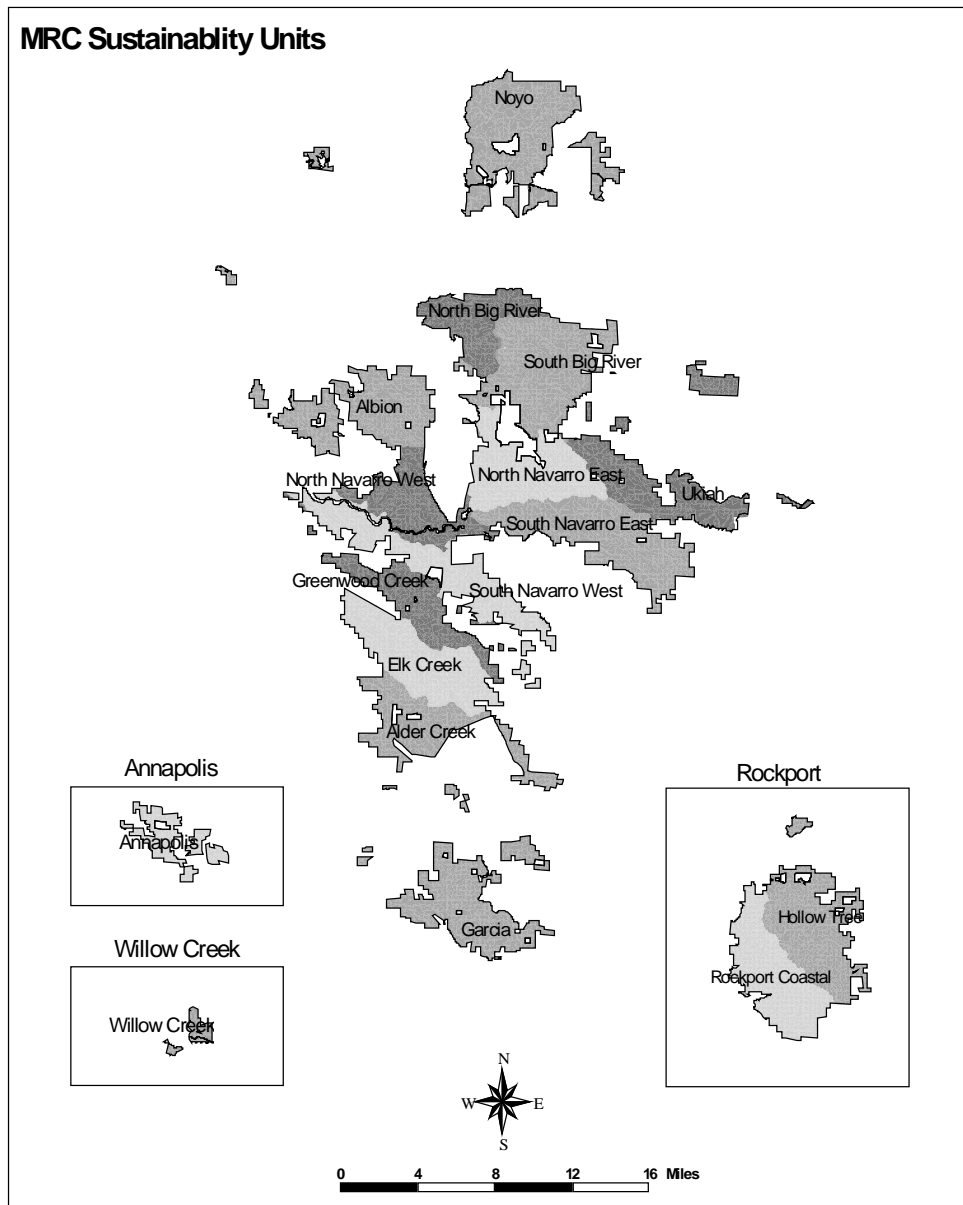 MRC Sustainablity Units
Noyo
North Big River
South Big River
Albion
North Navarro West
North Navarro East
Ukiah
South Navarro East
Greenwood Creek
South Navarro West
Elk Creek
Alder Creek
Annapolis
Annapolis
Rockport
Hollow Tree
Garcia
Willow Creek
Rockport Coastal
Willow Creek
N
W
E
S
0 4 8 12 16 Miles